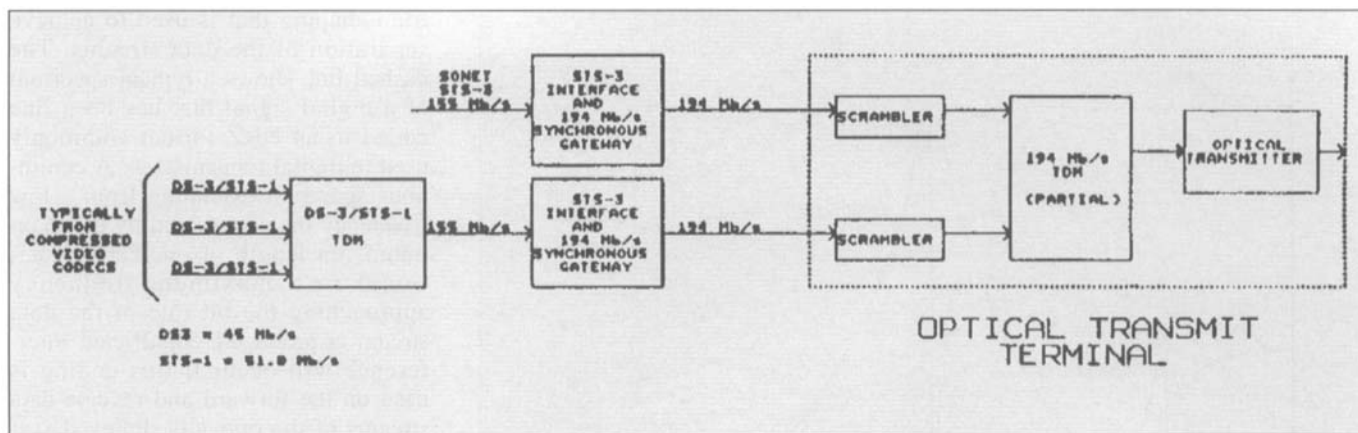 SONET
STS-3
155 Mb/s
STS-3
INTERFACE
AND
194 Mb/s
SYNCHRONOUS
GATEWAY
194 Mb/s
SCRAMBLER
194 Mb/s
TDM
(PARTIAL)
OPTICAL
TRANSMITTER
TYPICALLY
FROM
COMPRESSED
VIDEO
CODECS
DS-3/STS-1
DS-3/STS-1
DS-3/STS-1
DS-3/STS-1
TDM
155 Mb/s
STS-3
INTERFACE
AND
194 Mb/s
SYNCHRONOUS
GATEWAY
194 Mb/s
SCRAMBLER
DS3 = 45 Mb/s
STS-1 = 51.8 Mb/s
OPTICAL TRANSMIT
TERMINAL